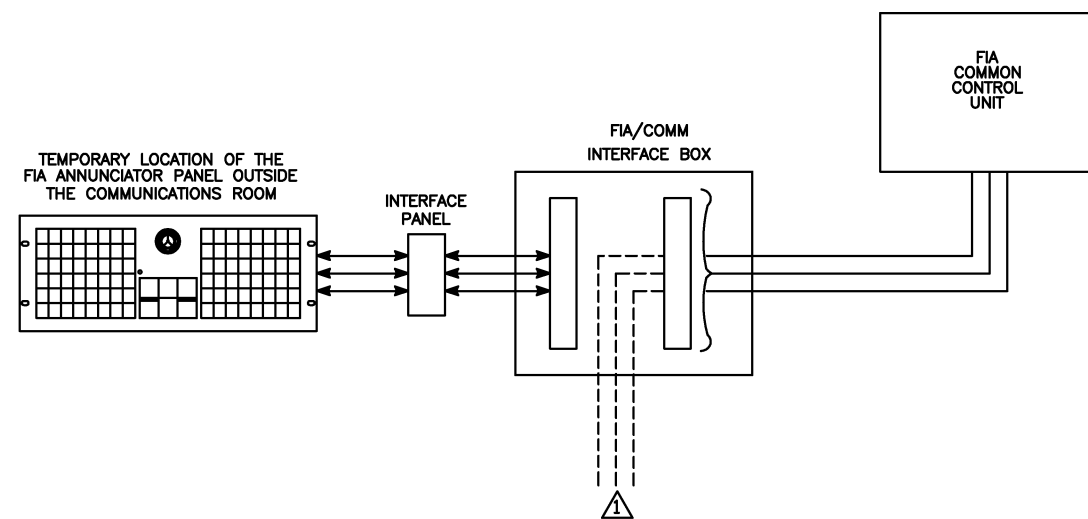 FIA
COMMON
CONTROL
UNIT
FIA/COMM
INTERFACE BOX
TEMPORARY LOCATION OF THE
FIA ANNUNCIATOR PANEL OUTSIDE
THE COMMUNICATIONS ROOM
INTERFACE
PANEL
1